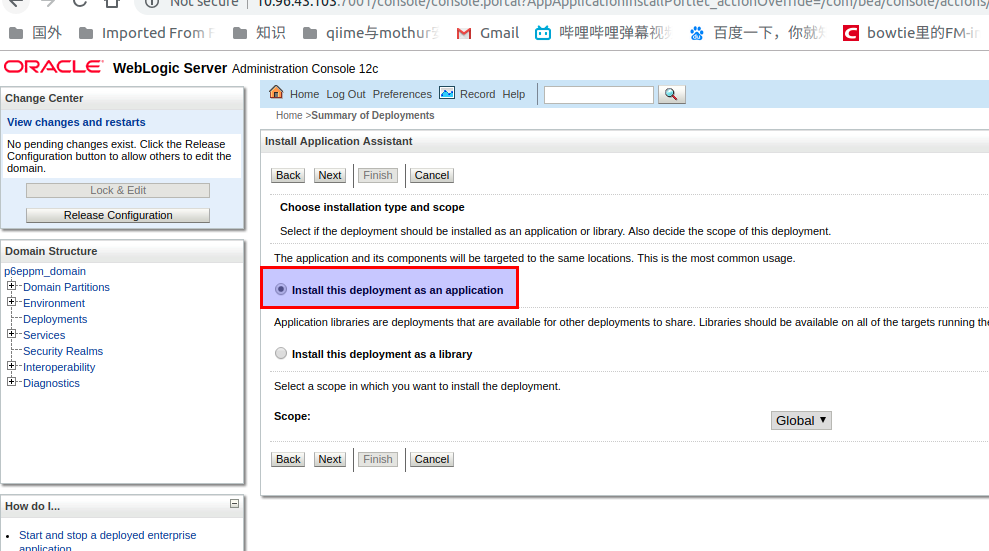 Not secure 10.96.43.103:7001/console/console.portal?AppApplicationInstallPortlet_actionOverride=/com/bea/console/actions/
国外 Imported From F 知识 qiime与mothur Gmail 哔哩哔哩弹幕视 百度一下，你就 bowtie里的FM-in
ORACLE WebLogic Server Administration Console 12c
Change Center
View changes and restarts
No pending changes exist. Click the Release
Configuration button to allow others to edit the
domain.
Lock & Edit
Release Configuration
Domain Structure
p6eppm_domain
Domain Partitions
Environment
Deployments
Services
Security Realms
Interoperability
Diagnostics
How do I...
Start and stop a deployed enterprise
application
Home Log Out Preferences Record Help
Home >Summary of Deployments
Install Application Assistant
Back Next Finish Cancel
Choose installation type and scope
Select if the deployment should be installed as an application or library. Also decide the scope of this deployment.
The application and its components will be targeted to the same locations. This is the most common usage.
Install this deployment as an application
Application libraries are deployments that are available for other deployments to share. Libraries should be available on all of the targets running the
Install this deployment as a library
Select a scope in which you want to install the deployment.
Scope: Global
Back Next Finish Cancel